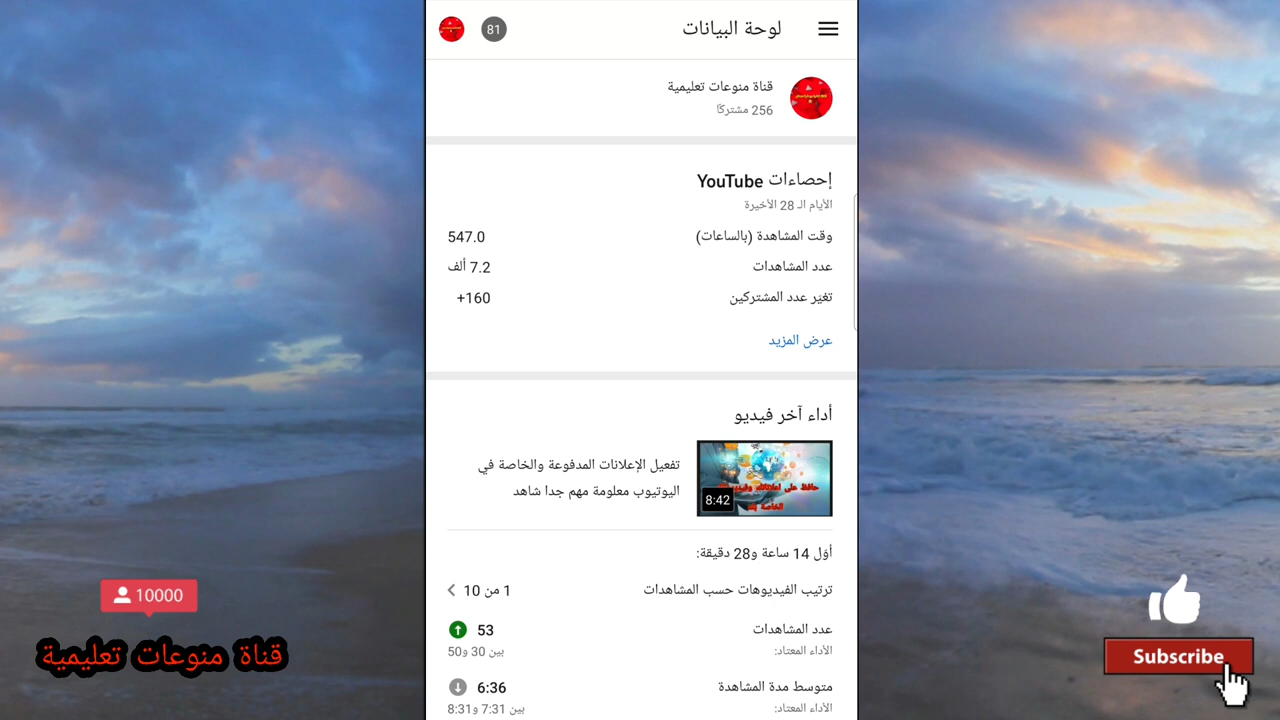 لوحة البيانات
81
قناة منوعات تعليمية
256 مشتركًا
إحصاءات YouTube
الأيام الـ 28 الأخيرة
وقت المشاهدة (بالساعات) 547.0
عدد المشاهدات 7.2 ألف
تغيّر عدد المشتركين +160
عرض المزيد
أداء آخر فيديو
تفعيل الإعلانات المدفوعة والخاصة في
اليوتيوب معلومة مهم جدا شاهد
8:42
أوّل 14 ساعة و28 دقيقة:
ترتيب الفيديوهات حسب المشاهدات 1 من 10
عدد المشاهدات 53
الأداء المعتاد: بين 30 و50
متوسط مدة المشاهدة 6:36
الأداء المعتاد: بين 7:31 و8:31
10000
قناة منوعات تعليمية
Subscribe